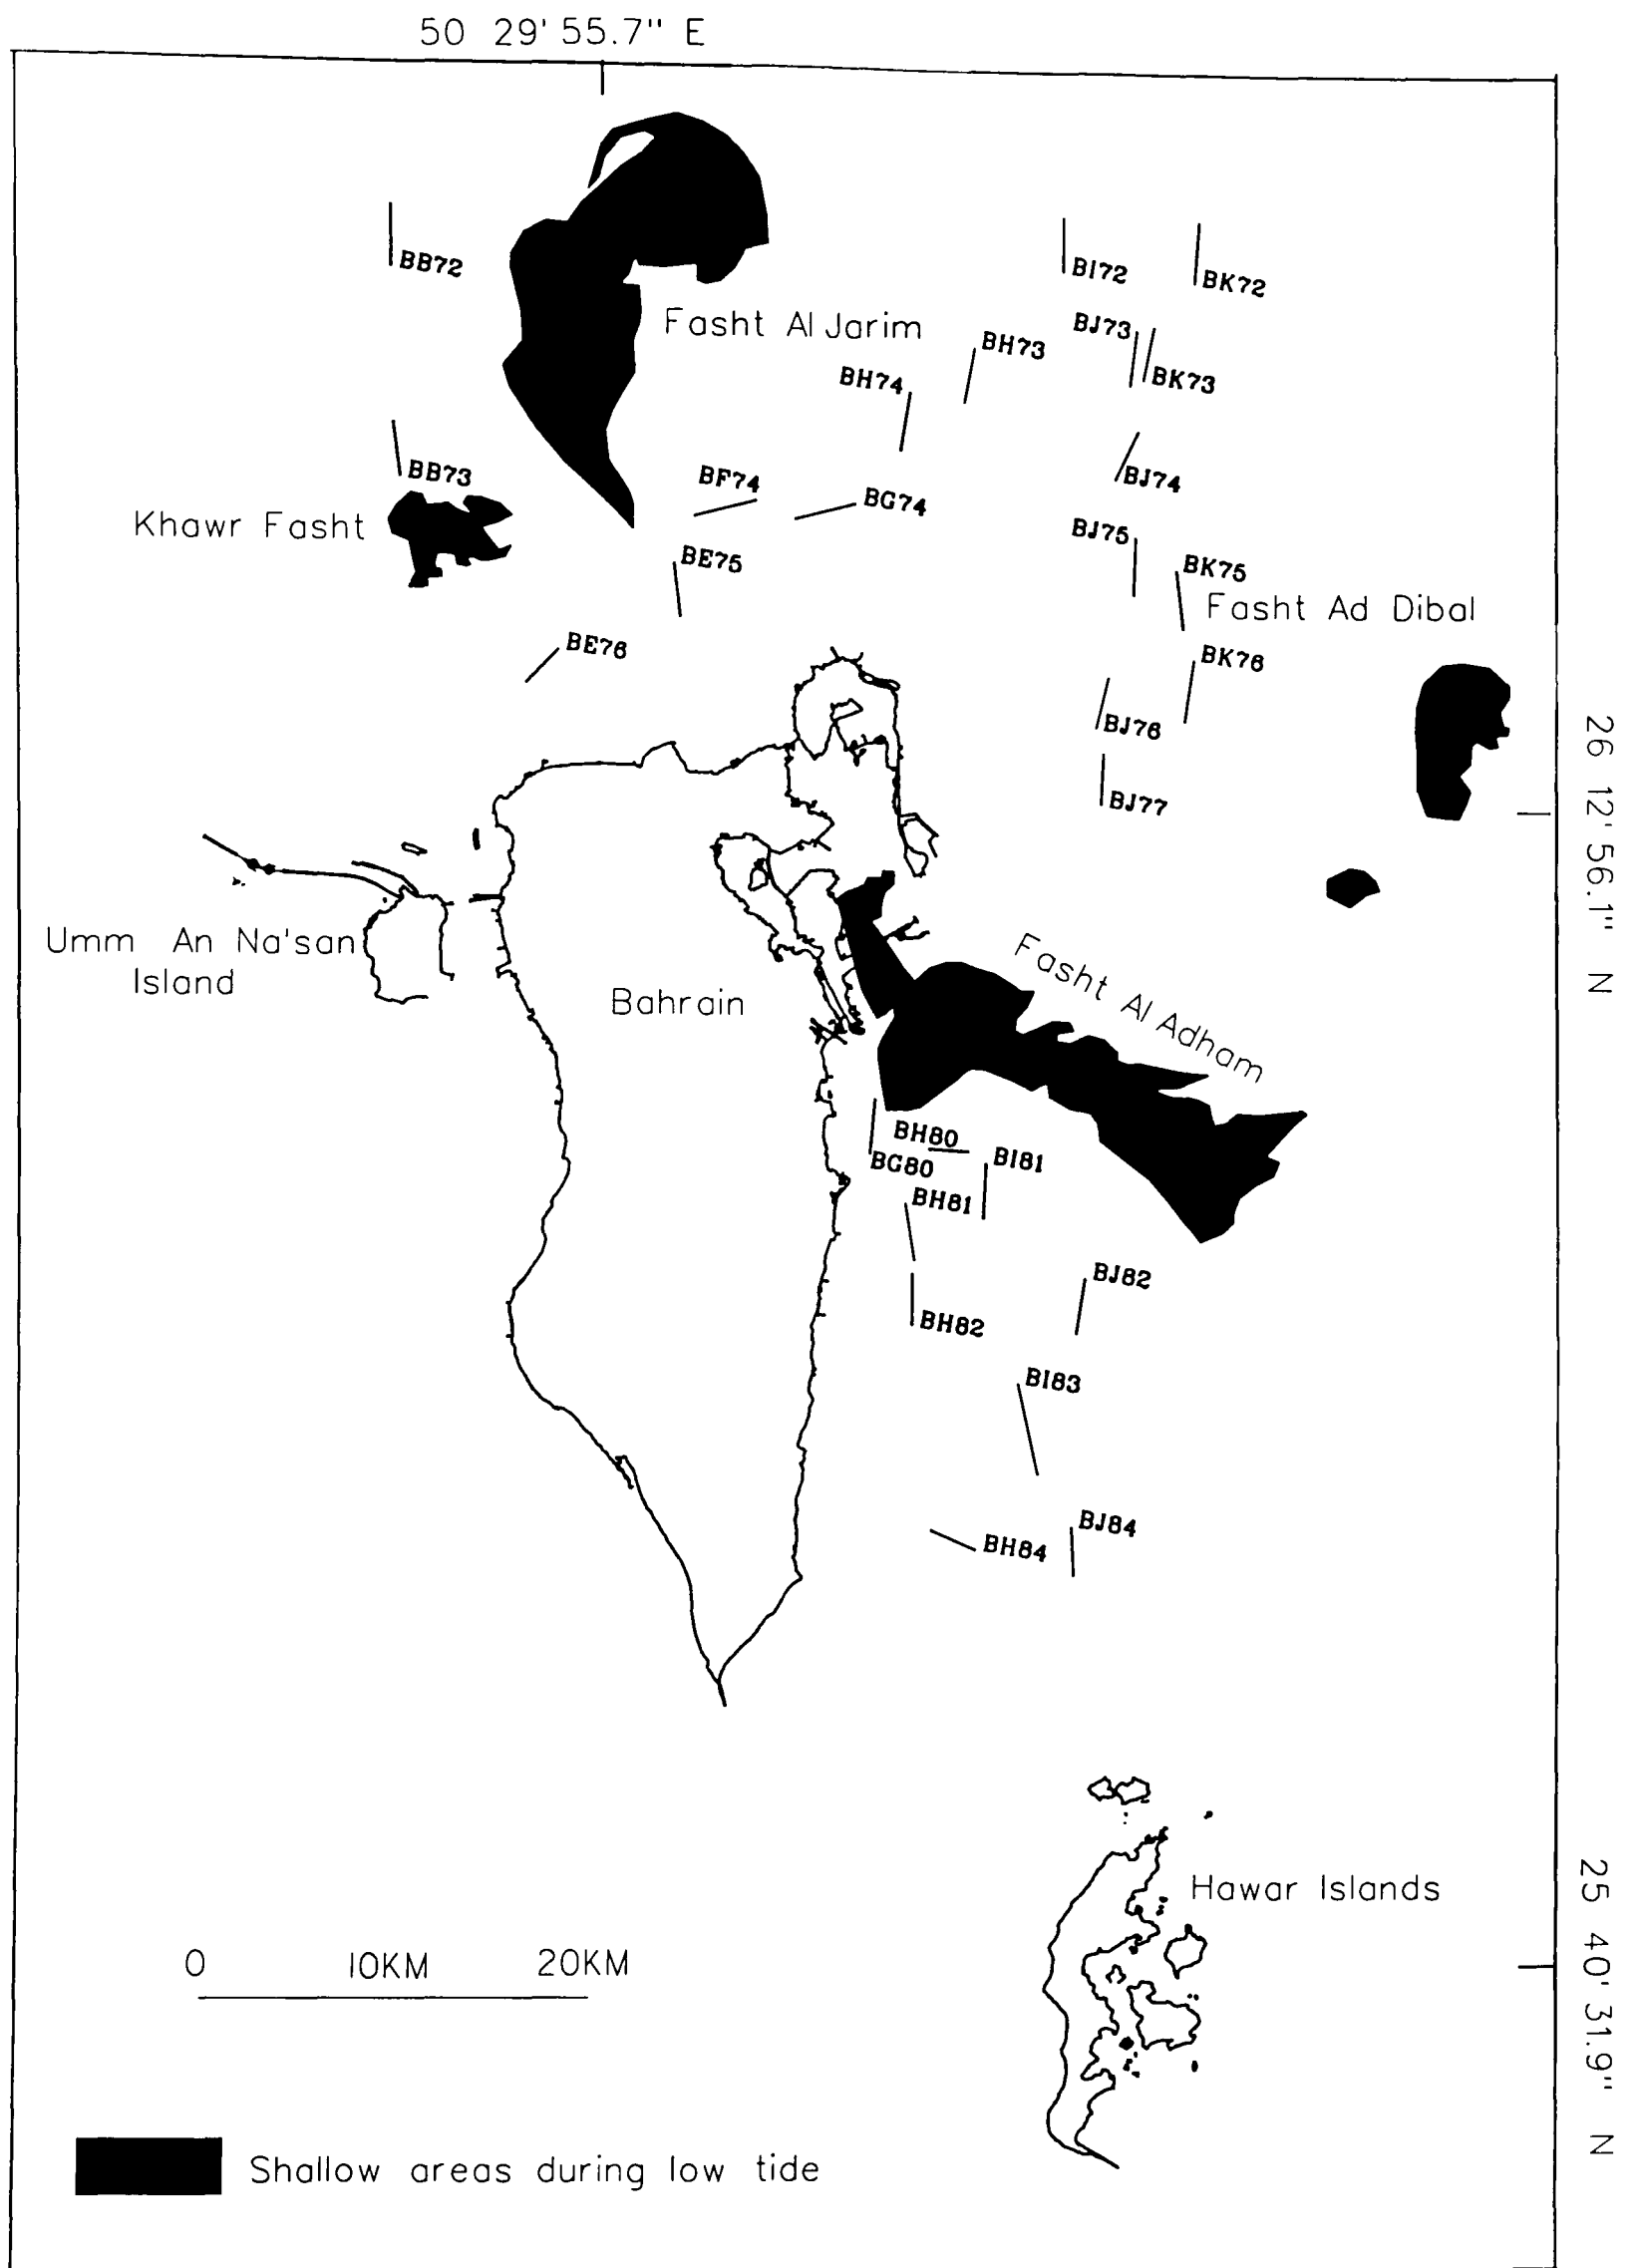 50 29' 55.7" E
BB72
BI72
BK72
Fasht Al Jarim
BJ73
BH73
BK73
BH74
BB73
BF74
BJ74
BG74
Khawr Fasht
BJ75
BE75
BK75
Fasht Ad Dibal
BE76
BK76
BJ76
BJ77
26 12' 56.1" N
Umm An Na'san
Island
Bahrain
Fasht Al Adham
BH80
BG80
BI81
BH81
BJ82
BH82
BI83
BJ84
BH84
Hawar Islands
25 40' 31.9" N
0 10KM 20KM
Shallow areas during low tide